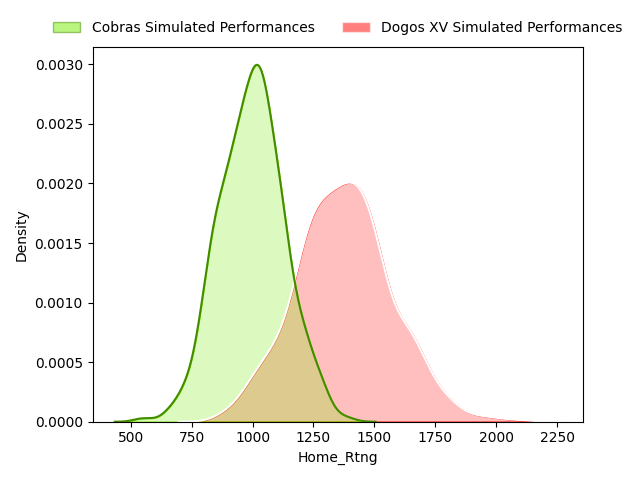 Cobras Simulated Performances Dogos XV Simulated Performances
0.0030
0.0025
0.0020
0.0015
0.0010
0.0005
0.0000
Density
500 750 1000 1250 1500 1750 2000 2250
Home_Rtng